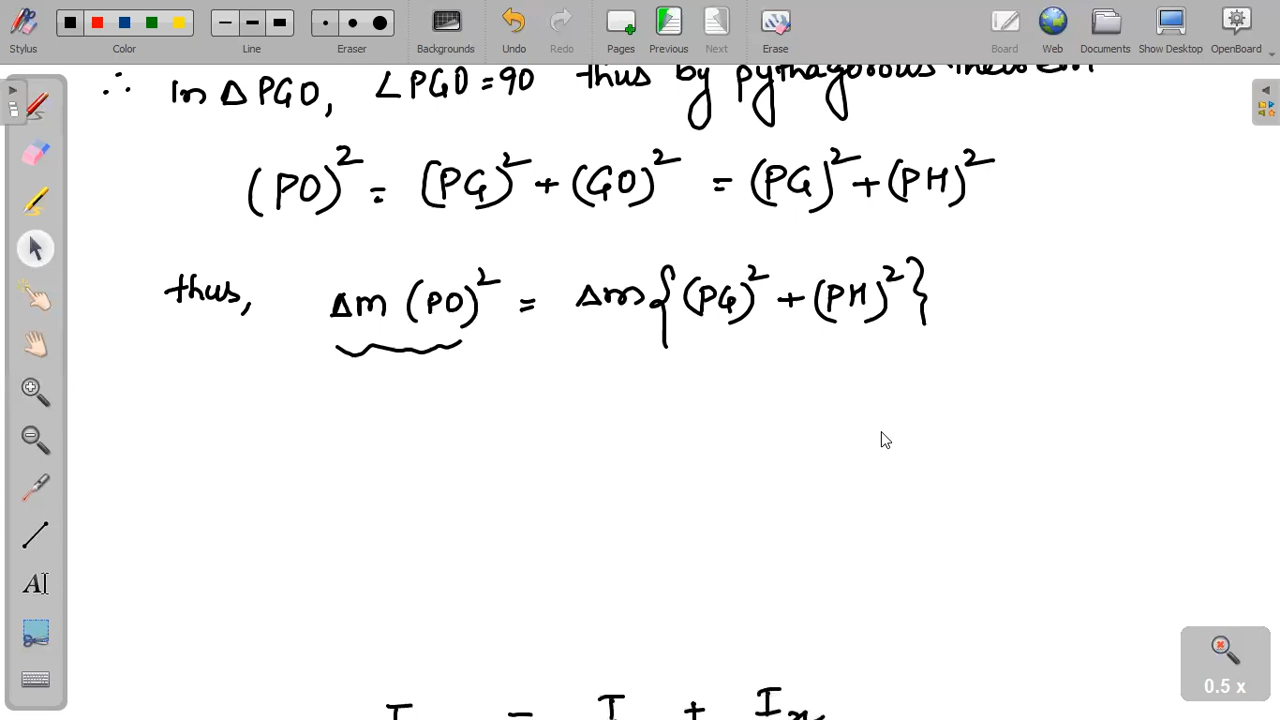 Stylus Color Line Eraser Backgrounds Undo Redo Pages Previous Next Erase Board Web Documents Show Desktop OpenBoard
∴ In Δ PGO, ∠PGO = 90 thus by pythagorous theorem
(PO)² = (PG)² + (GO)² = (PG)² + (PH)²
thus, Δm (PO)² = Δm { (PG)² + (PH)² }
AI
0.5 x